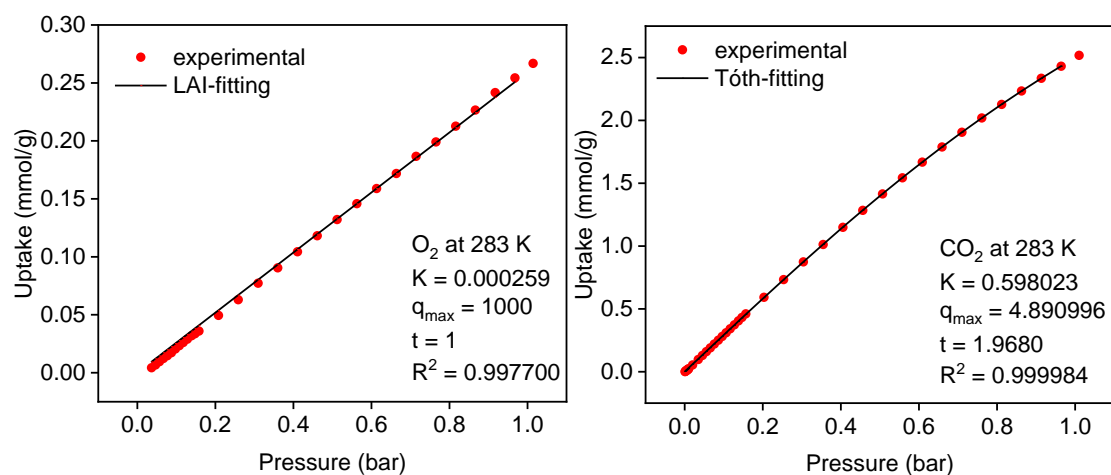 0.30
0.25
0.20
0.15
0.10
0.05
0.00
Uptake (mmol/g)
experimental
LAI-fitting
O₂ at 283 K
K = 0.000259
qₘₐₓ = 1000
t = 1
R² = 0.997700
0.0 0.2 0.4 0.6 0.8 1.0
Pressure (bar)
2.5
2.0
1.5
1.0
0.5
0.0
Uptake (mmol/g)
experimental
Tóth-fitting
CO₂ at 283 K
K = 0.598023
qₘₐₓ = 4.890996
t = 1.9680
R² = 0.999984
0.0 0.2 0.4 0.6 0.8 1.0
Pressure (bar)